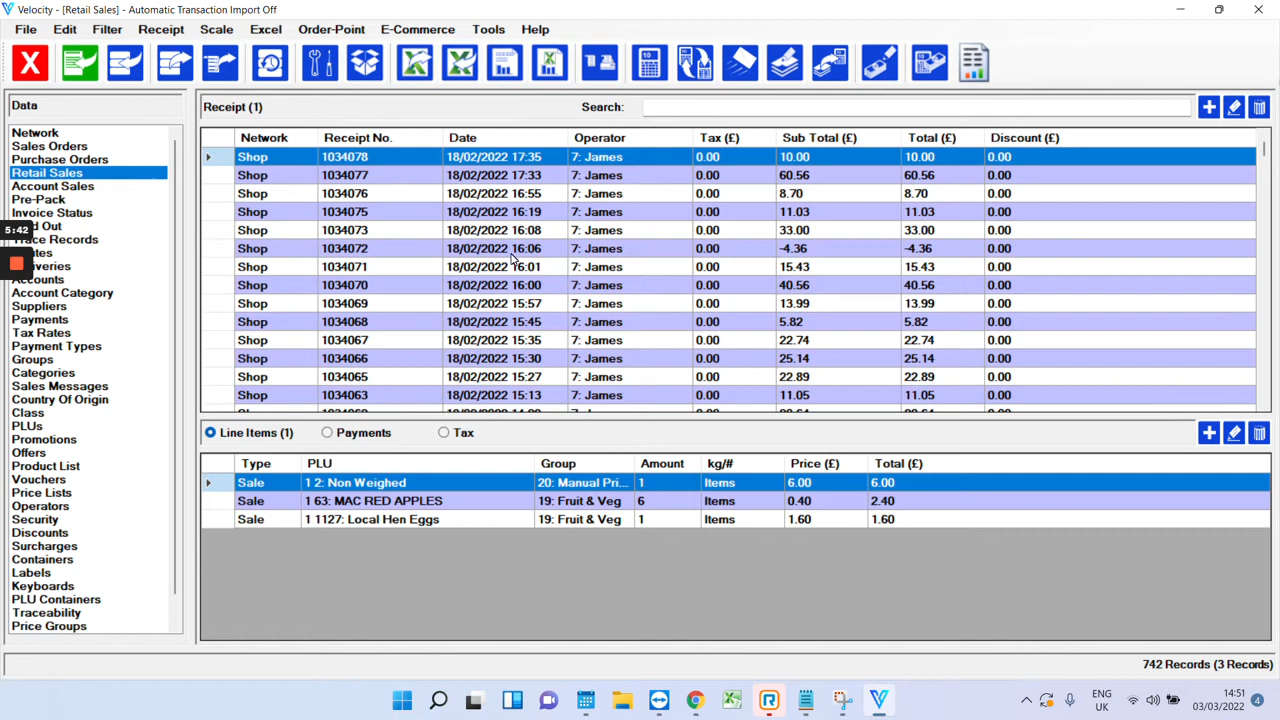 Velocity - [Retail Sales] - Automatic Transaction Import Off
File Edit Filter Receipt Scale Excel Order-Point E-Commerce Tools Help
X
Data
Network
Sales Orders
Purchase Orders
Retail Sales
Account Sales
Pre-Pack
Invoice Status
d Out
5:42
race Records
utes
liveries
Accounts
Account Category
Suppliers
Payments
Tax Rates
Payment Types
Groups
Categories
Sales Messages
Country Of Origin
Class
PLUs
Promotions
Offers
Product List
Vouchers
Price Lists
Operators
Security
Discounts
Surcharges
Containers
Labels
Keyboards
PLU Containers
Traceability
Price Groups
Receipt (1) Search:
Network Receipt No. Date Operator Tax (£) Sub Total (£) Total (£) Discount (£)
Shop 1034078 18/02/2022 17:35 7: James 0.00 10.00 10.00 0.00
Shop 1034077 18/02/2022 17:33 7: James 0.00 60.56 60.56 0.00
Shop 1034076 18/02/2022 16:55 7: James 0.00 8.70 8.70 0.00
Shop 1034075 18/02/2022 16:19 7: James 0.00 11.03 11.03 0.00
Shop 1034073 18/02/2022 16:08 7: James 0.00 33.00 33.00 0.00
Shop 1034072 18/02/2022 16:06 7: James 0.00 -4.36 -4.36 0.00
Shop 1034071 18/02/2022 16:01 7: James 0.00 15.43 15.43 0.00
Shop 1034070 18/02/2022 16:00 7: James 0.00 40.56 40.56 0.00
Shop 1034069 18/02/2022 15:57 7: James 0.00 13.99 13.99 0.00
Shop 1034068 18/02/2022 15:45 7: James 0.00 5.82 5.82 0.00
Shop 1034067 18/02/2022 15:35 7: James 0.00 22.74 22.74 0.00
Shop 1034066 18/02/2022 15:30 7: James 0.00 25.14 25.14 0.00
Shop 1034065 18/02/2022 15:27 7: James 0.00 22.89 22.89 0.00
Shop 1034063 18/02/2022 15:13 7: James 0.00 11.05 11.05 0.00
Line Items (1) Payments Tax
Type PLU Group Amount kg/# Price (£) Total (£)
Sale 1 2: Non Weighed 20: Manual Pri... 1 Items 6.00 6.00
Sale 1 63: MAC RED APPLES 19: Fruit & Veg 6 Items 0.40 2.40
Sale 1 1127: Local Hen Eggs 19: Fruit & Veg 1 Items 1.60 1.60
742 Records (3 Records)
ENG
UK
14:31
03/03/2022
4